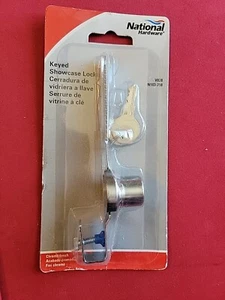 National
Hardware
Keyed
Showcase Lock
Cerradura de
vidriera a llave
Serrure de
vitrine à clé